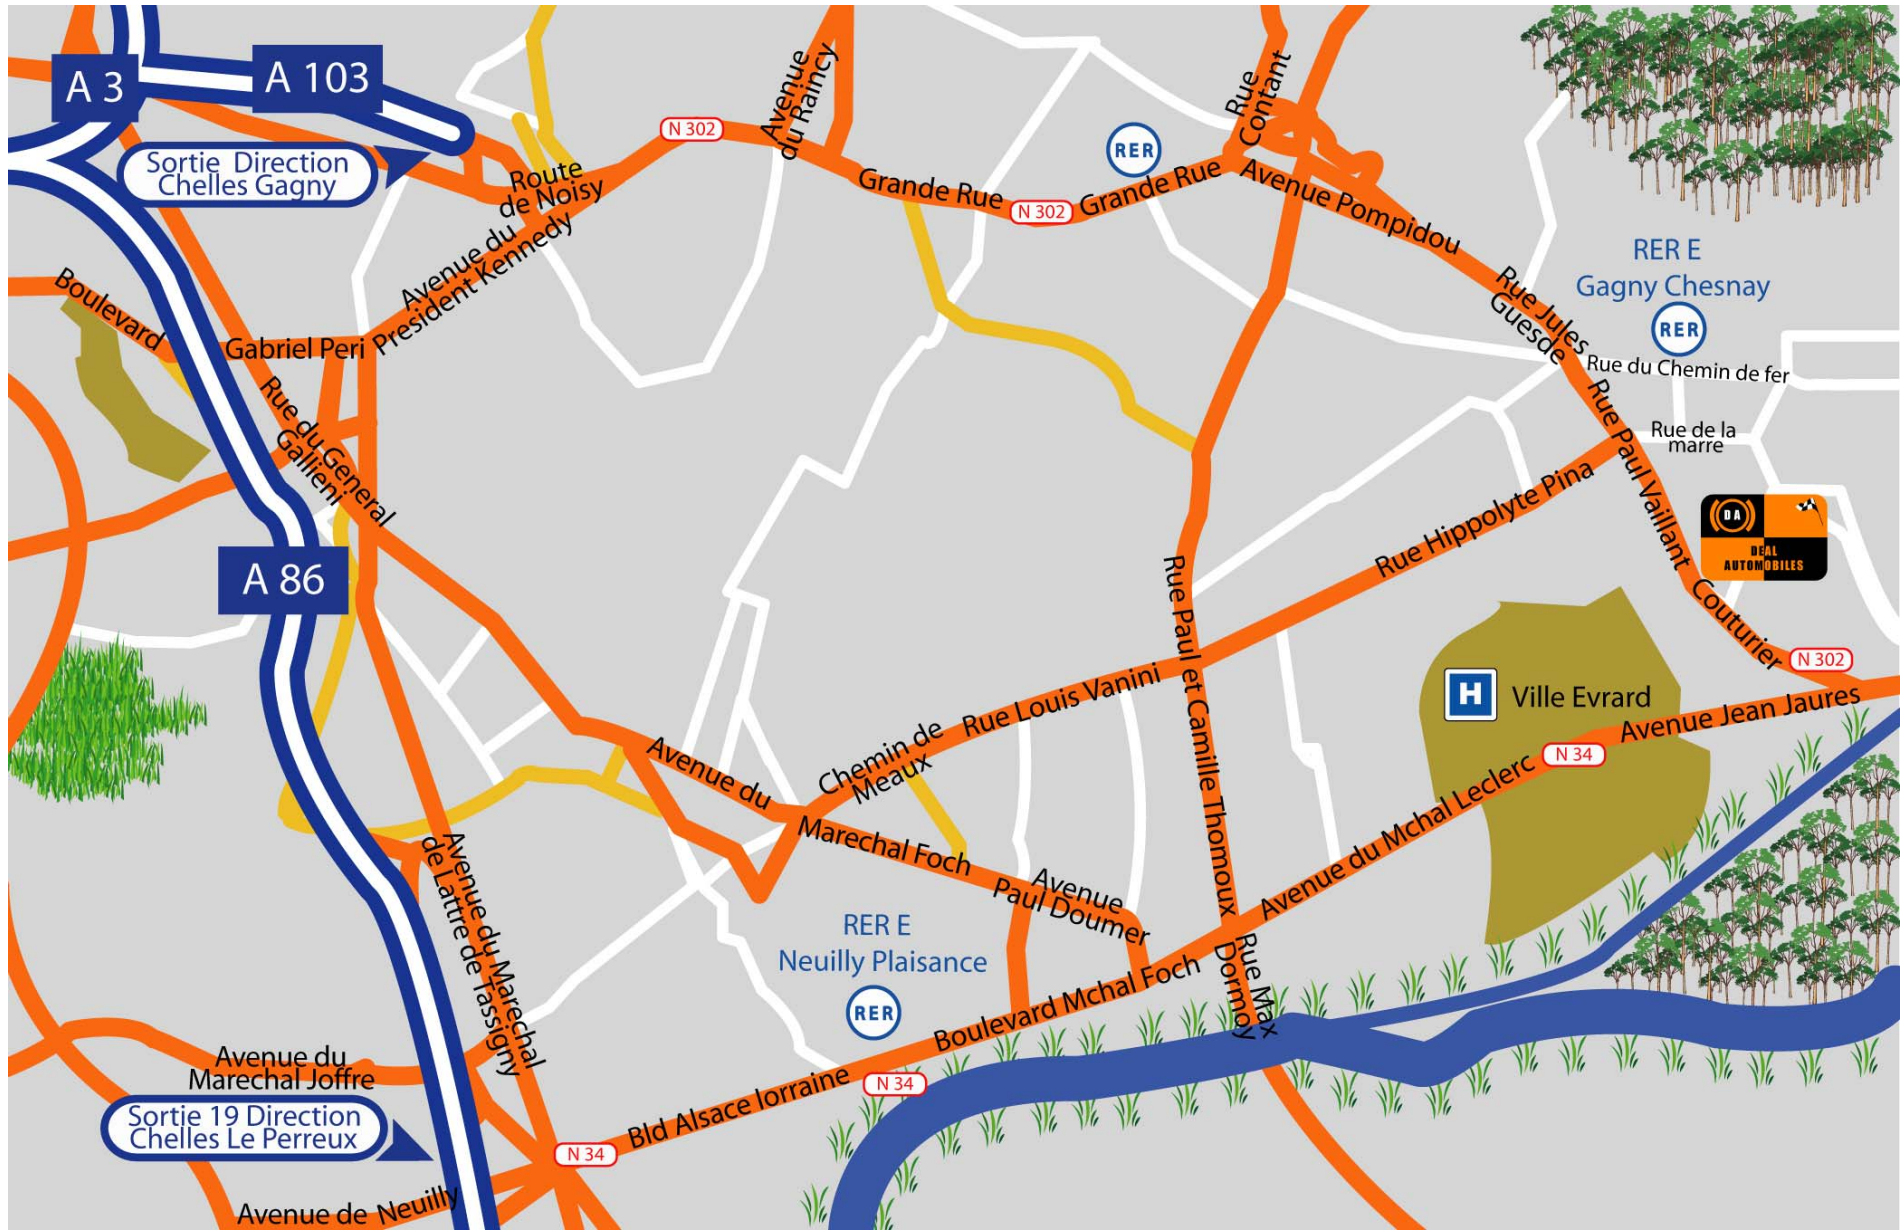 A 3
A 103
Sortie Direction
Chelles Gagny
Route
de Noisy
N 302
Avenue
du Raincy
Grande Rue
N 302
Grande Rue
RER
Rue
Contant
Avenue Pompidou
RER E
Gagny Chesnay
RER
Rue Jules
Guesde
Rue du Chemin de fer
Rue de la
marre
Boulevard
Gabriel Peri
Avenue du
President Kennedy
Rue du General
Gallieni
A 86
Rue Paul Vaillant
Couturier
DA
DEAL
AUTOMOBILES
Rue Hippolyte Pina
Rue Paul et Camille Thomoux
Rue Louis Vanini
Chemin de
Meaux
Avenue du
Marechal Foch
Avenue
Paul Doumer
H
Ville Evrard
N 302
Avenue Jean Jaures
N 34
Avenue du Mchal Leclerc
Rue Max
Dormoy
RER E
Neuilly Plaisance
RER
Boulevard Mchal Foch
N 34
Bld Alsace lorraine
N 34
Avenue du Marechal
de Lattre de Tassigny
Avenue du
Marechal Joffre
Sortie 19 Direction
Chelles Le Perreux
Avenue de Neuilly